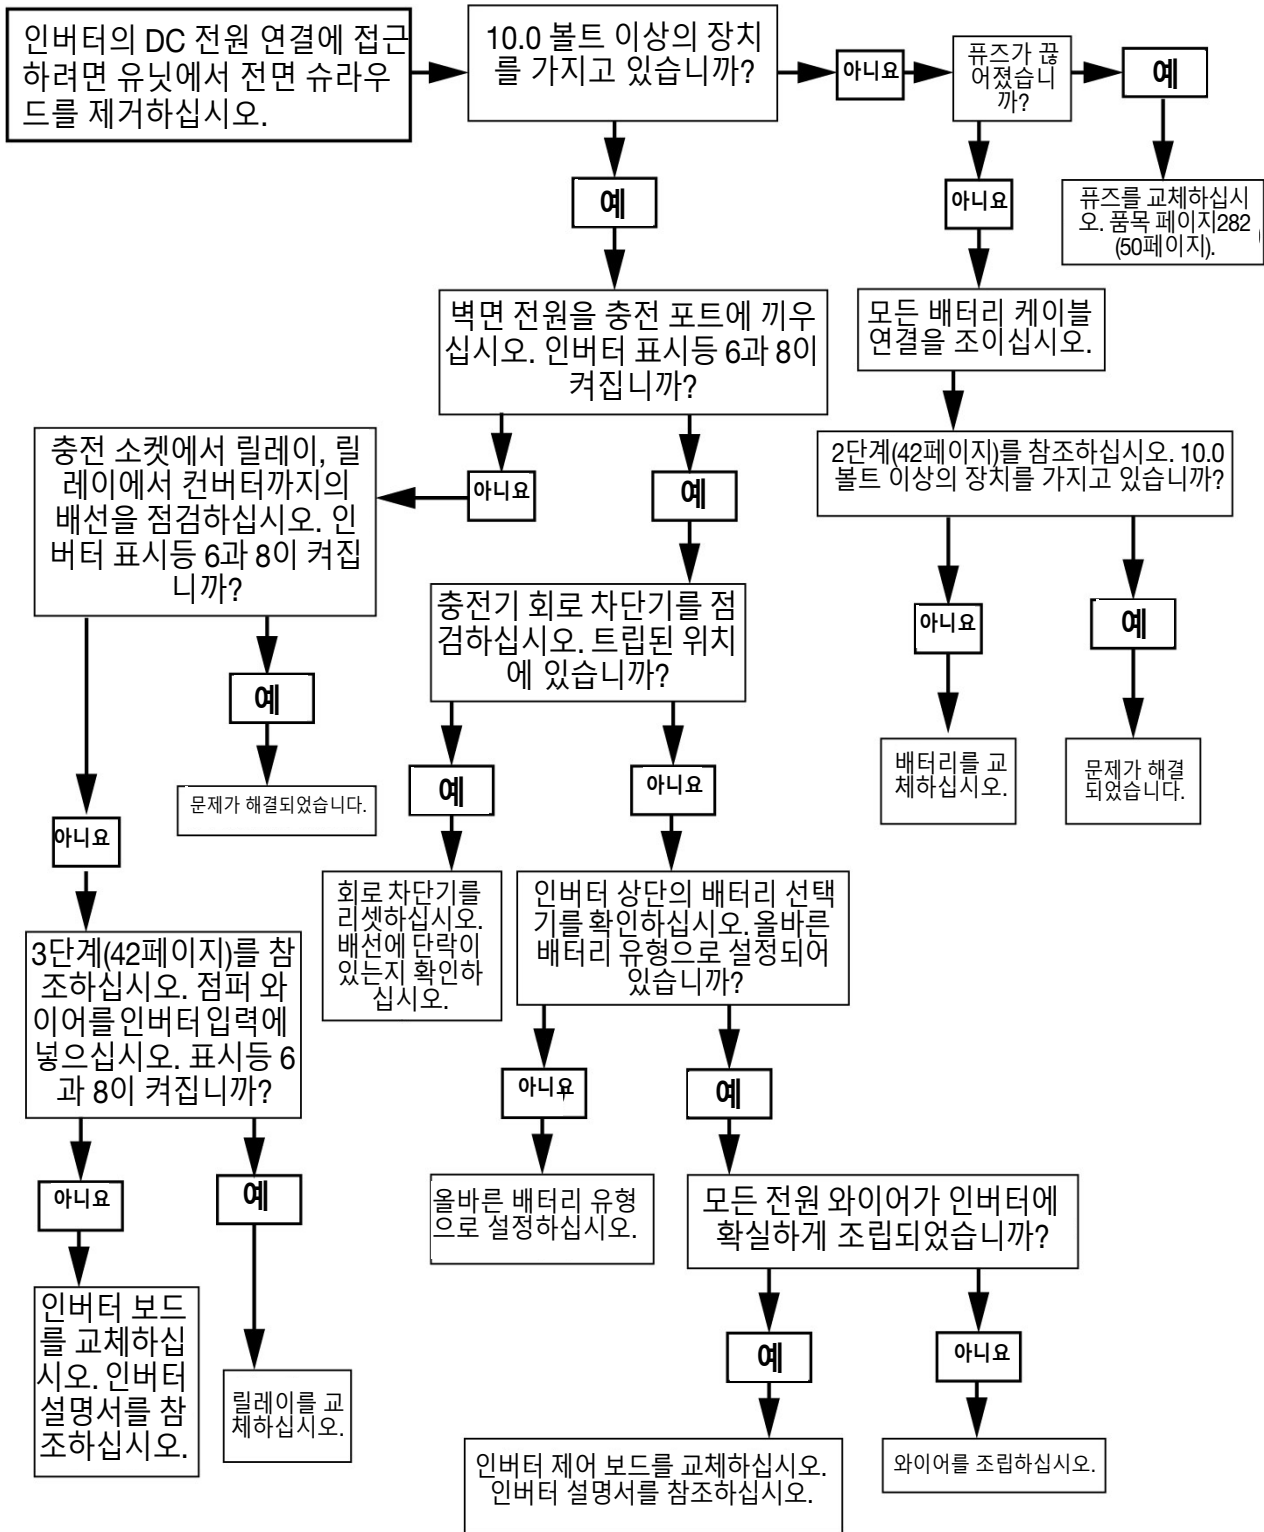 인버터의 DC 전원 연결에 접근
하려면 유닛에서 전면 슈라우
드를 제거하십시오.
10.0 볼트 이상의 장치
를 가지고 있습니까?
아니요
퓨즈가 끊
어졌습니
까?
예
퓨즈를 교체하십시
오. 품목 페이지282
(50페이지).
아니요
예
모든 배터리 케이블
연결을 조이십시오.
벽면 전원을 충전 포트에 끼우
십시오. 인버터 표시등 6과 8이
켜집니까?
2단계(42페이지)를 참조하십시오. 10.0
볼트 이상의 장치를 가지고 있습니까?
충전 소켓에서 릴레이, 릴
레이에서 컨버터까지의
배선을 점검하십시오. 인
버터 표시등 6과 8이 켜집
니까?
아니요
예
충전기 회로 차단기를 점
검하십시오. 트립된 위치
에 있습니까?
아니요
예
예
문제가 해결되었습니다.
배터리를 교
체하십시오.
문제가 해결
되었습니다.
아니요
예
아니요
회로 차단기를
리셋하십시오.
배선에 단락이
있는지 확인하
십시오.
인버터 상단의 배터리 선택
기를 확인하십시오. 올바른
배터리 유형으로 설정되어
있습니까?
3단계(42페이지)를 참
조하십시오. 점퍼 와
이어를 인버터 입력에
넣으십시오. 표시등 6
과 8이 켜집니까?
아니요
예
아니요
예
올바른 배터리 유형
으로 설정하십시오.
모든 전원 와이어가 인버터에
확실하게 조립되었습니까?
인버터 보드
를 교체하십
시오. 인버터
설명서를 참
조하십시오.
릴레이를 교
체하십시오.
예
아니요
인버터 제어 보드를 교체하십시오.
인버터 설명서를 참조하십시오.
와이어를 조립하십시오.